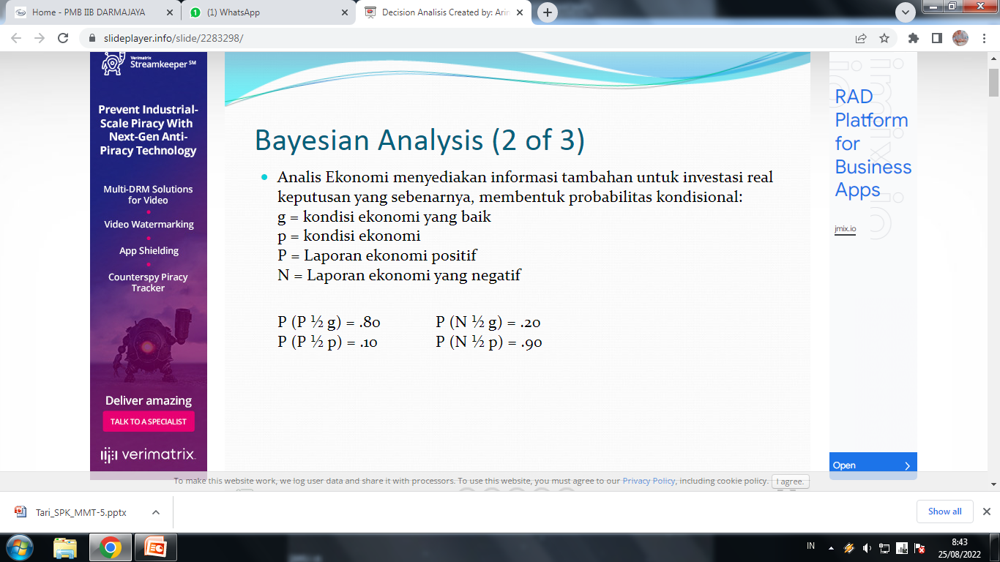 Home - PMB IIB DARMAJAYA
(1) WhatsApp
Decision Analisis Created by: Arin
slideplayer.info/slide/2283298/
Verimatrix
Streamkeeper SM
Prevent Industrial-
Scale Piracy With
Next-Gen Anti-
Piracy Technology
Multi-DRM Solutions
for Video
Video Watermarking
App Shielding
Counterspy Piracy
Tracker
Deliver amazing
TALK TO A SPECIALIST
verimatrix
Bayesian Analysis (2 of 3)
• Analis Ekonomi menyediakan informasi tambahan untuk investasi real
keputusan yang sebenarnya, membentuk probabilitas kondisional:
g = kondisi ekonomi yang baik
p = kondisi ekonomi
P = Laporan ekonomi positif
N = Laporan ekonomi yang negatif
P (P ½ g) = .80 P (N ½ g) = .20
P (P ½ p) = .10 P (N ½ p) = .90
RAD
Platform
for
Business
Apps
jmix.io
Open
To make this website work, we log user data and share it with processors. To use this website, you must agree to our Privacy Policy, including cookie policy. I agree.
Tari_SPK_MMT-5.pptx
Show all
IN
8:43
25/08/2022